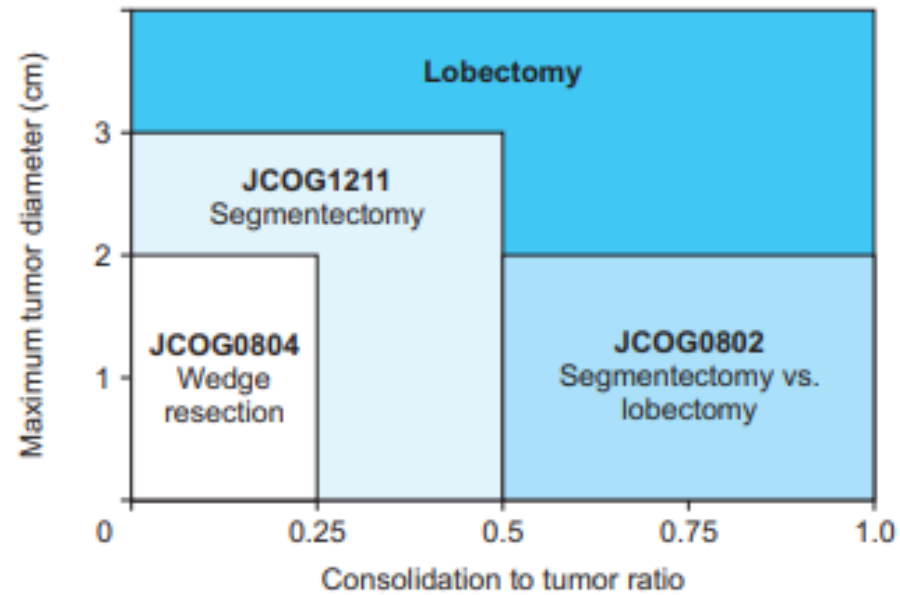 Lobectomy
Maximum tumor diameter (cm)
3
JCOG1211
Segmentectomy
2
JCOG0804
Wedge
resection
JCOG0802
Segmentectomy vs.
lobectomy
1
0
0.25
0.5
0.75
1.0
Consolidation to tumor ratio